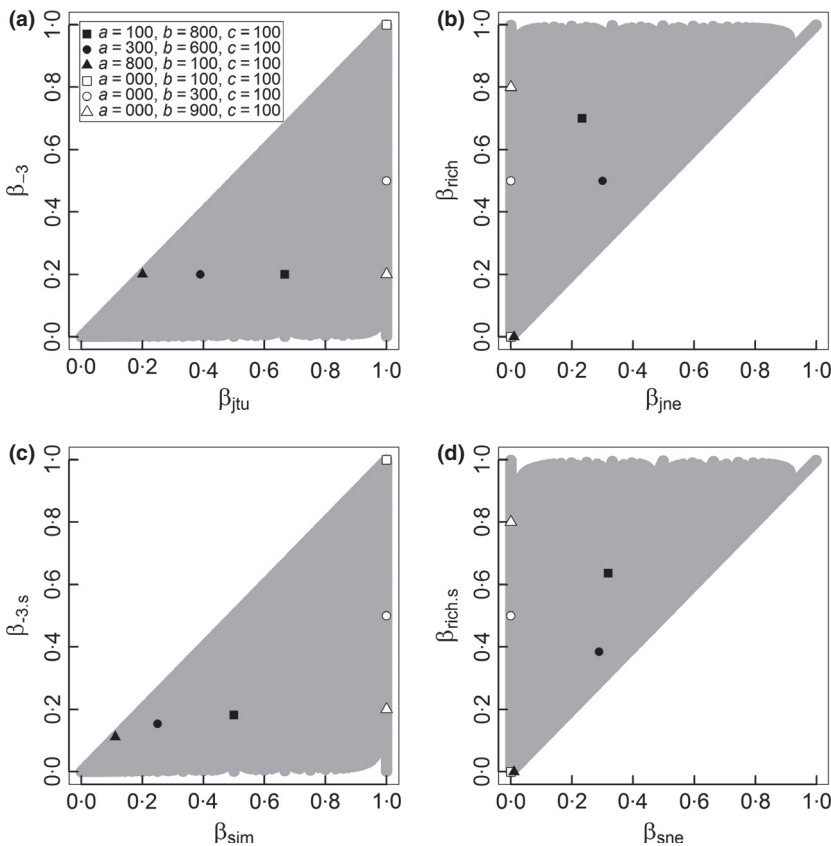 (a)
1·0
0·8
0·6
0·4
0·2
0·0
β-3
■ a = 100, b = 800, c = 100
● a = 300, b = 600, c = 100
▲ a = 800, b = 100, c = 100
□ a = 000, b = 100, c = 100
○ a = 000, b = 300, c = 100
△ a = 000, b = 900, c = 100
0·0 0·2 0·4 0·6 0·8 1·0
βjtu
(b)
1·0
0·8
0·6
0·4
0·2
0·0
βrich
0·0 0·2 0·4 0·6 0·8 1·0
βjne
(c)
1·0
0·8
0·6
0·4
0·2
0·0
β-3.s
0·0 0·2 0·4 0·6 0·8 1·0
βsim
(d)
1·0
0·8
0·6
0·4
0·2
0·0
βrich.s
0·0 0·2 0·4 0·6 0·8 1·0
βsne